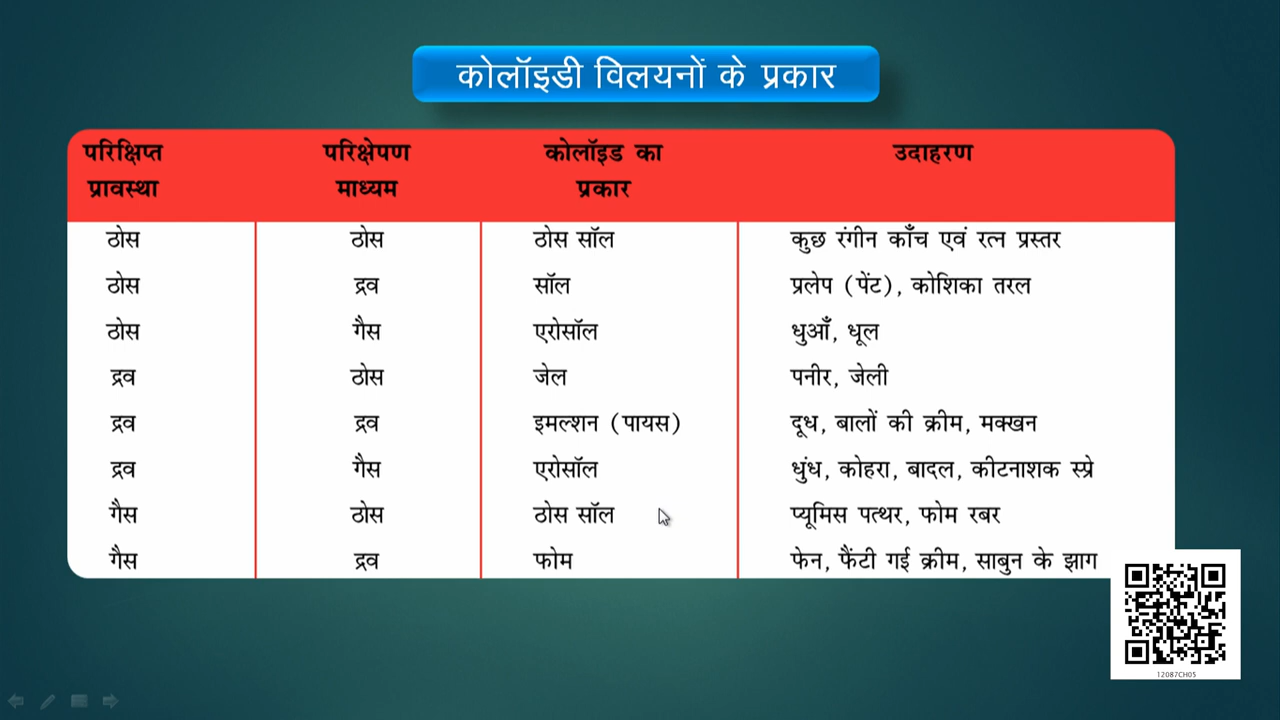 कोलॉइडी विलयनों के प्रकार
परिक्षिप्त प्रावस्था परिक्षेपण माध्यम कोलॉइड का प्रकार उदाहरण
ठोस ठोस ठोस सॉल कुछ रंगीन काँच एवं रत्न प्रस्तर
ठोस द्रव सॉल प्रलेप (पेंट), कोशिका तरल
ठोस गैस एरोसॉल धुआँ, धूल
द्रव ठोस जेल पनीर, जेली
द्रव द्रव इमल्शन (पायस) दूध, बालों की क्रीम, मक्खन
द्रव गैस एरोसॉल धुंध, कोहरा, बादल, कीटनाशक स्प्रे
गैस ठोस ठोस सॉल प्यूमिस पत्थर, फोम रबर
गैस द्रव फोम फेन, फैंटी गई क्रीम, साबुन के झाग
12087CH05